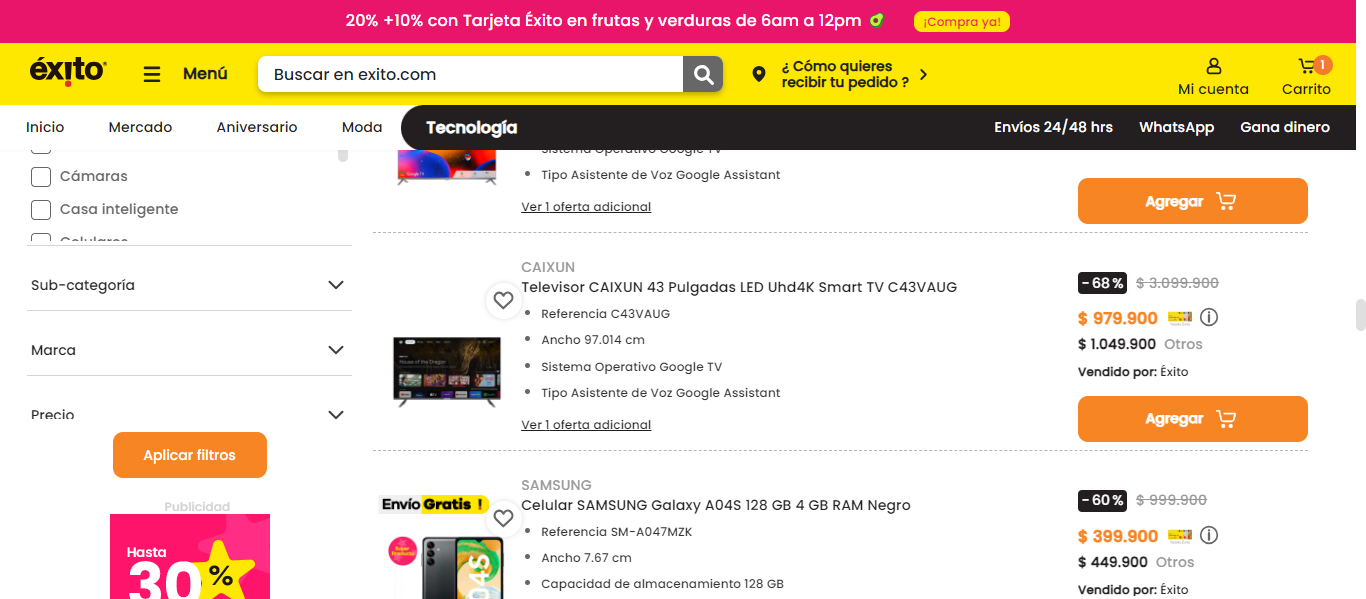 20% +10% con Tarjeta Éxito en frutas y verduras de 6am a 12pm
¡Compra ya!
éxito
Menú
Buscar en exito.com
¿ Cómo quieres
recibir tu pedido ?
Mi cuenta
1
Carrito
Inicio
Mercado
Aniversario
Moda
Tecnología
Envíos 24/48 hrs
WhatsApp
Gana dinero
Cámaras
Casa inteligente
Celulares
Sub-categoría
Marca
Precio
Aplicar filtros
Publicidad
Hasta
30%
Sistema Operativo Google TV
Tipo Asistente de Voz Google Assistant
Ver 1 oferta adicional
Agregar
CAIXUN
Televisor CAIXUN 43 Pulgadas LED Uhd4K Smart TV C43VAUG
Referencia C43VAUG
Ancho 97.014 cm
Sistema Operativo Google TV
Tipo Asistente de Voz Google Assistant
Ver 1 oferta adicional
- 68 %
$ 3.099.900
$ 979.900
$ 1.049.900 Otros
Vendido por: Éxito
Agregar
Envío Gratis !
SAMSUNG
Celular SAMSUNG Galaxy A04S 128 GB 4 GB RAM Negro
Referencia SM-A047MZK
Ancho 7.67 cm
Capacidad de almacenamiento 128 GB
- 60 %
$ 999.900
$ 399.900
$ 449.900 Otros
Vendido por: Éxito